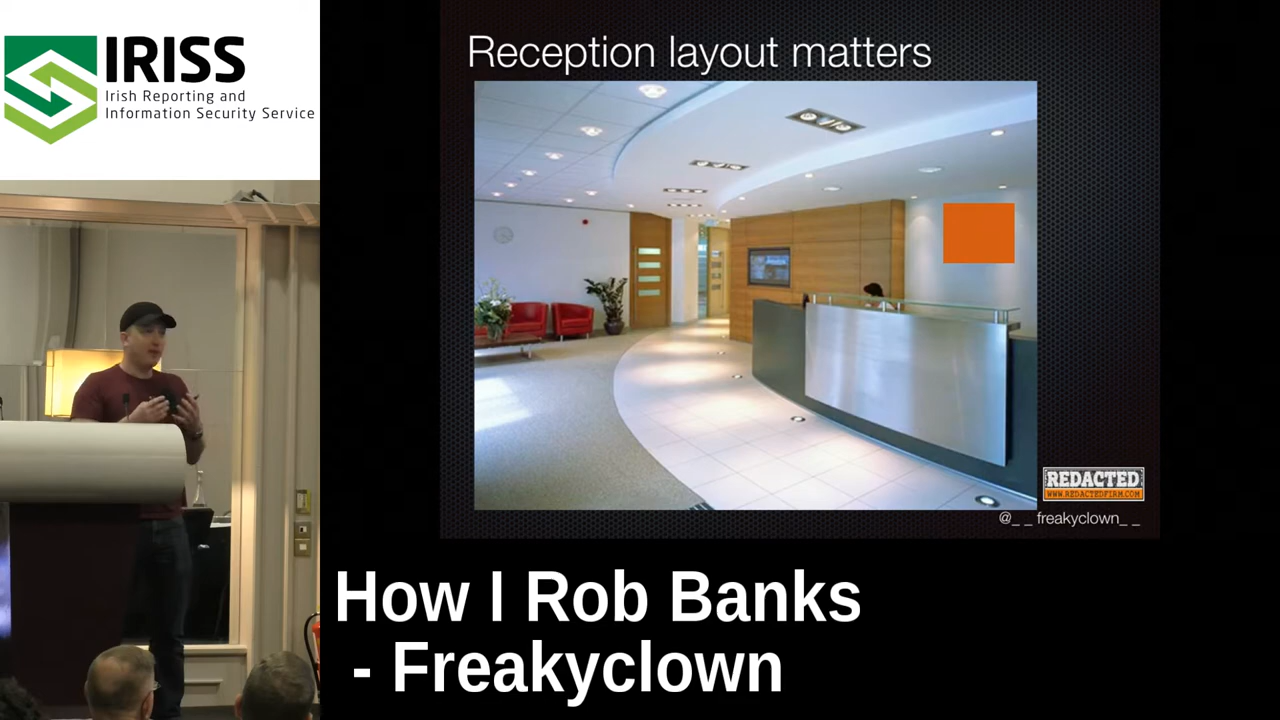 IRISS
Irish Reporting and
Information Security Service
Reception layout matters
REDACTED
WWW.REDACTEDFIRM.COM
@_ _ freakyclown_ _
How I Rob Banks
- Freakyclown